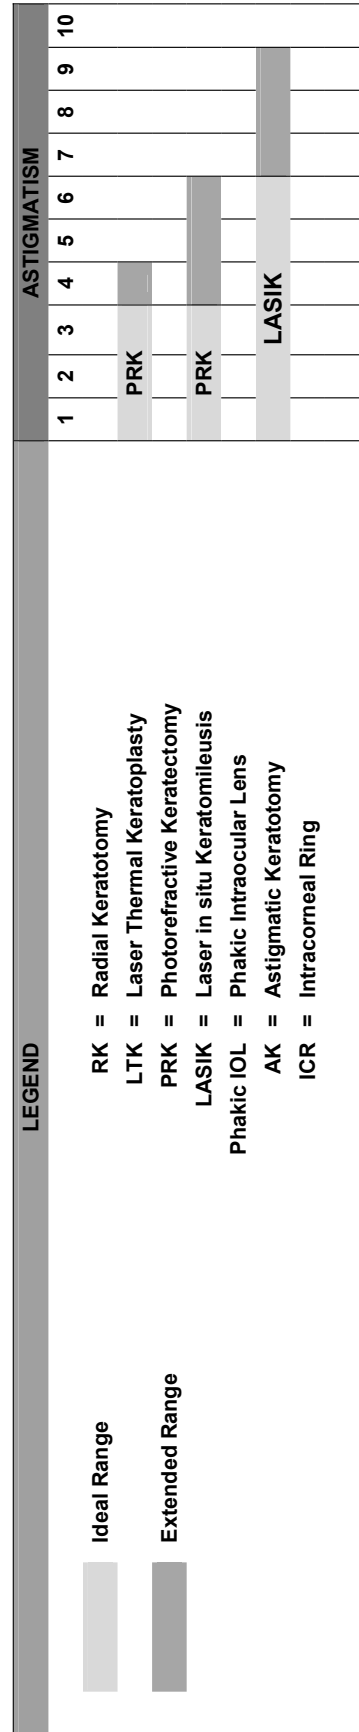 LEGEND
Ideal Range
Extended Range
RK = Radial Keratotomy
LTK = Laser Thermal Keratoplasty
PRK = Photorefractive Keratectomy
LASIK = Laser in situ Keratomileusis
Phakic IOL = Phakic Intraocular Lens
AK = Astigmatic Keratotomy
ICR = Intracorneal Ring
ASTIGMATISM
1 2 3 4 5 6 7 8 9 10
PRK
PRK
LASIK